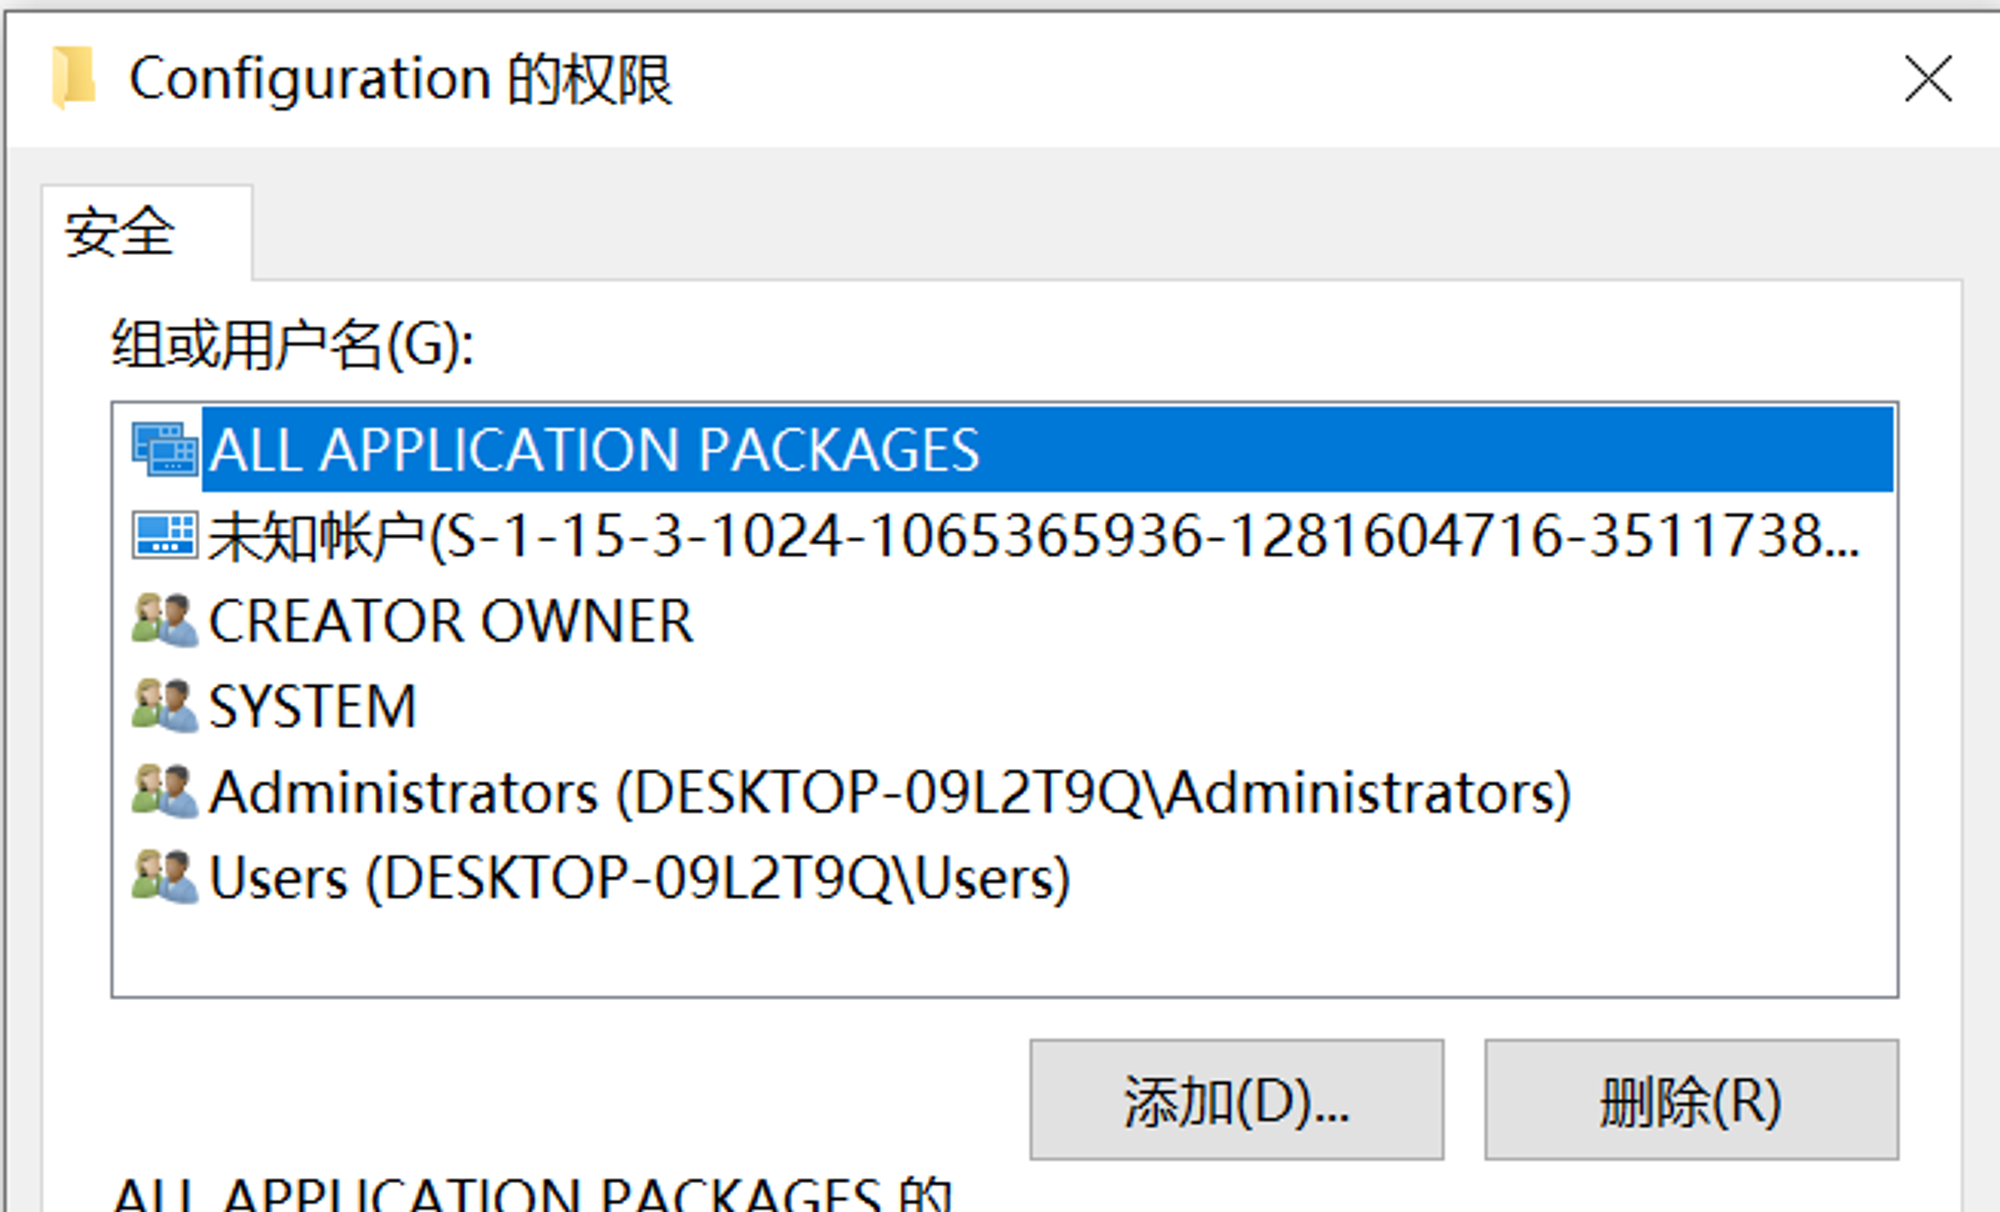 Configuration 的权限
安全
组或用户名(G):
ALL APPLICATION PACKAGES
未知帐户(S-1-15-3-1024-1065365936-1281604716-3511738...
CREATOR OWNER
SYSTEM
Administrators (DESKTOP-09L2T9Q\Administrators)
Users (DESKTOP-09L2T9Q\Users)
添加(D)...
删除(R)
ALL APPLICATION PACKAGES 的